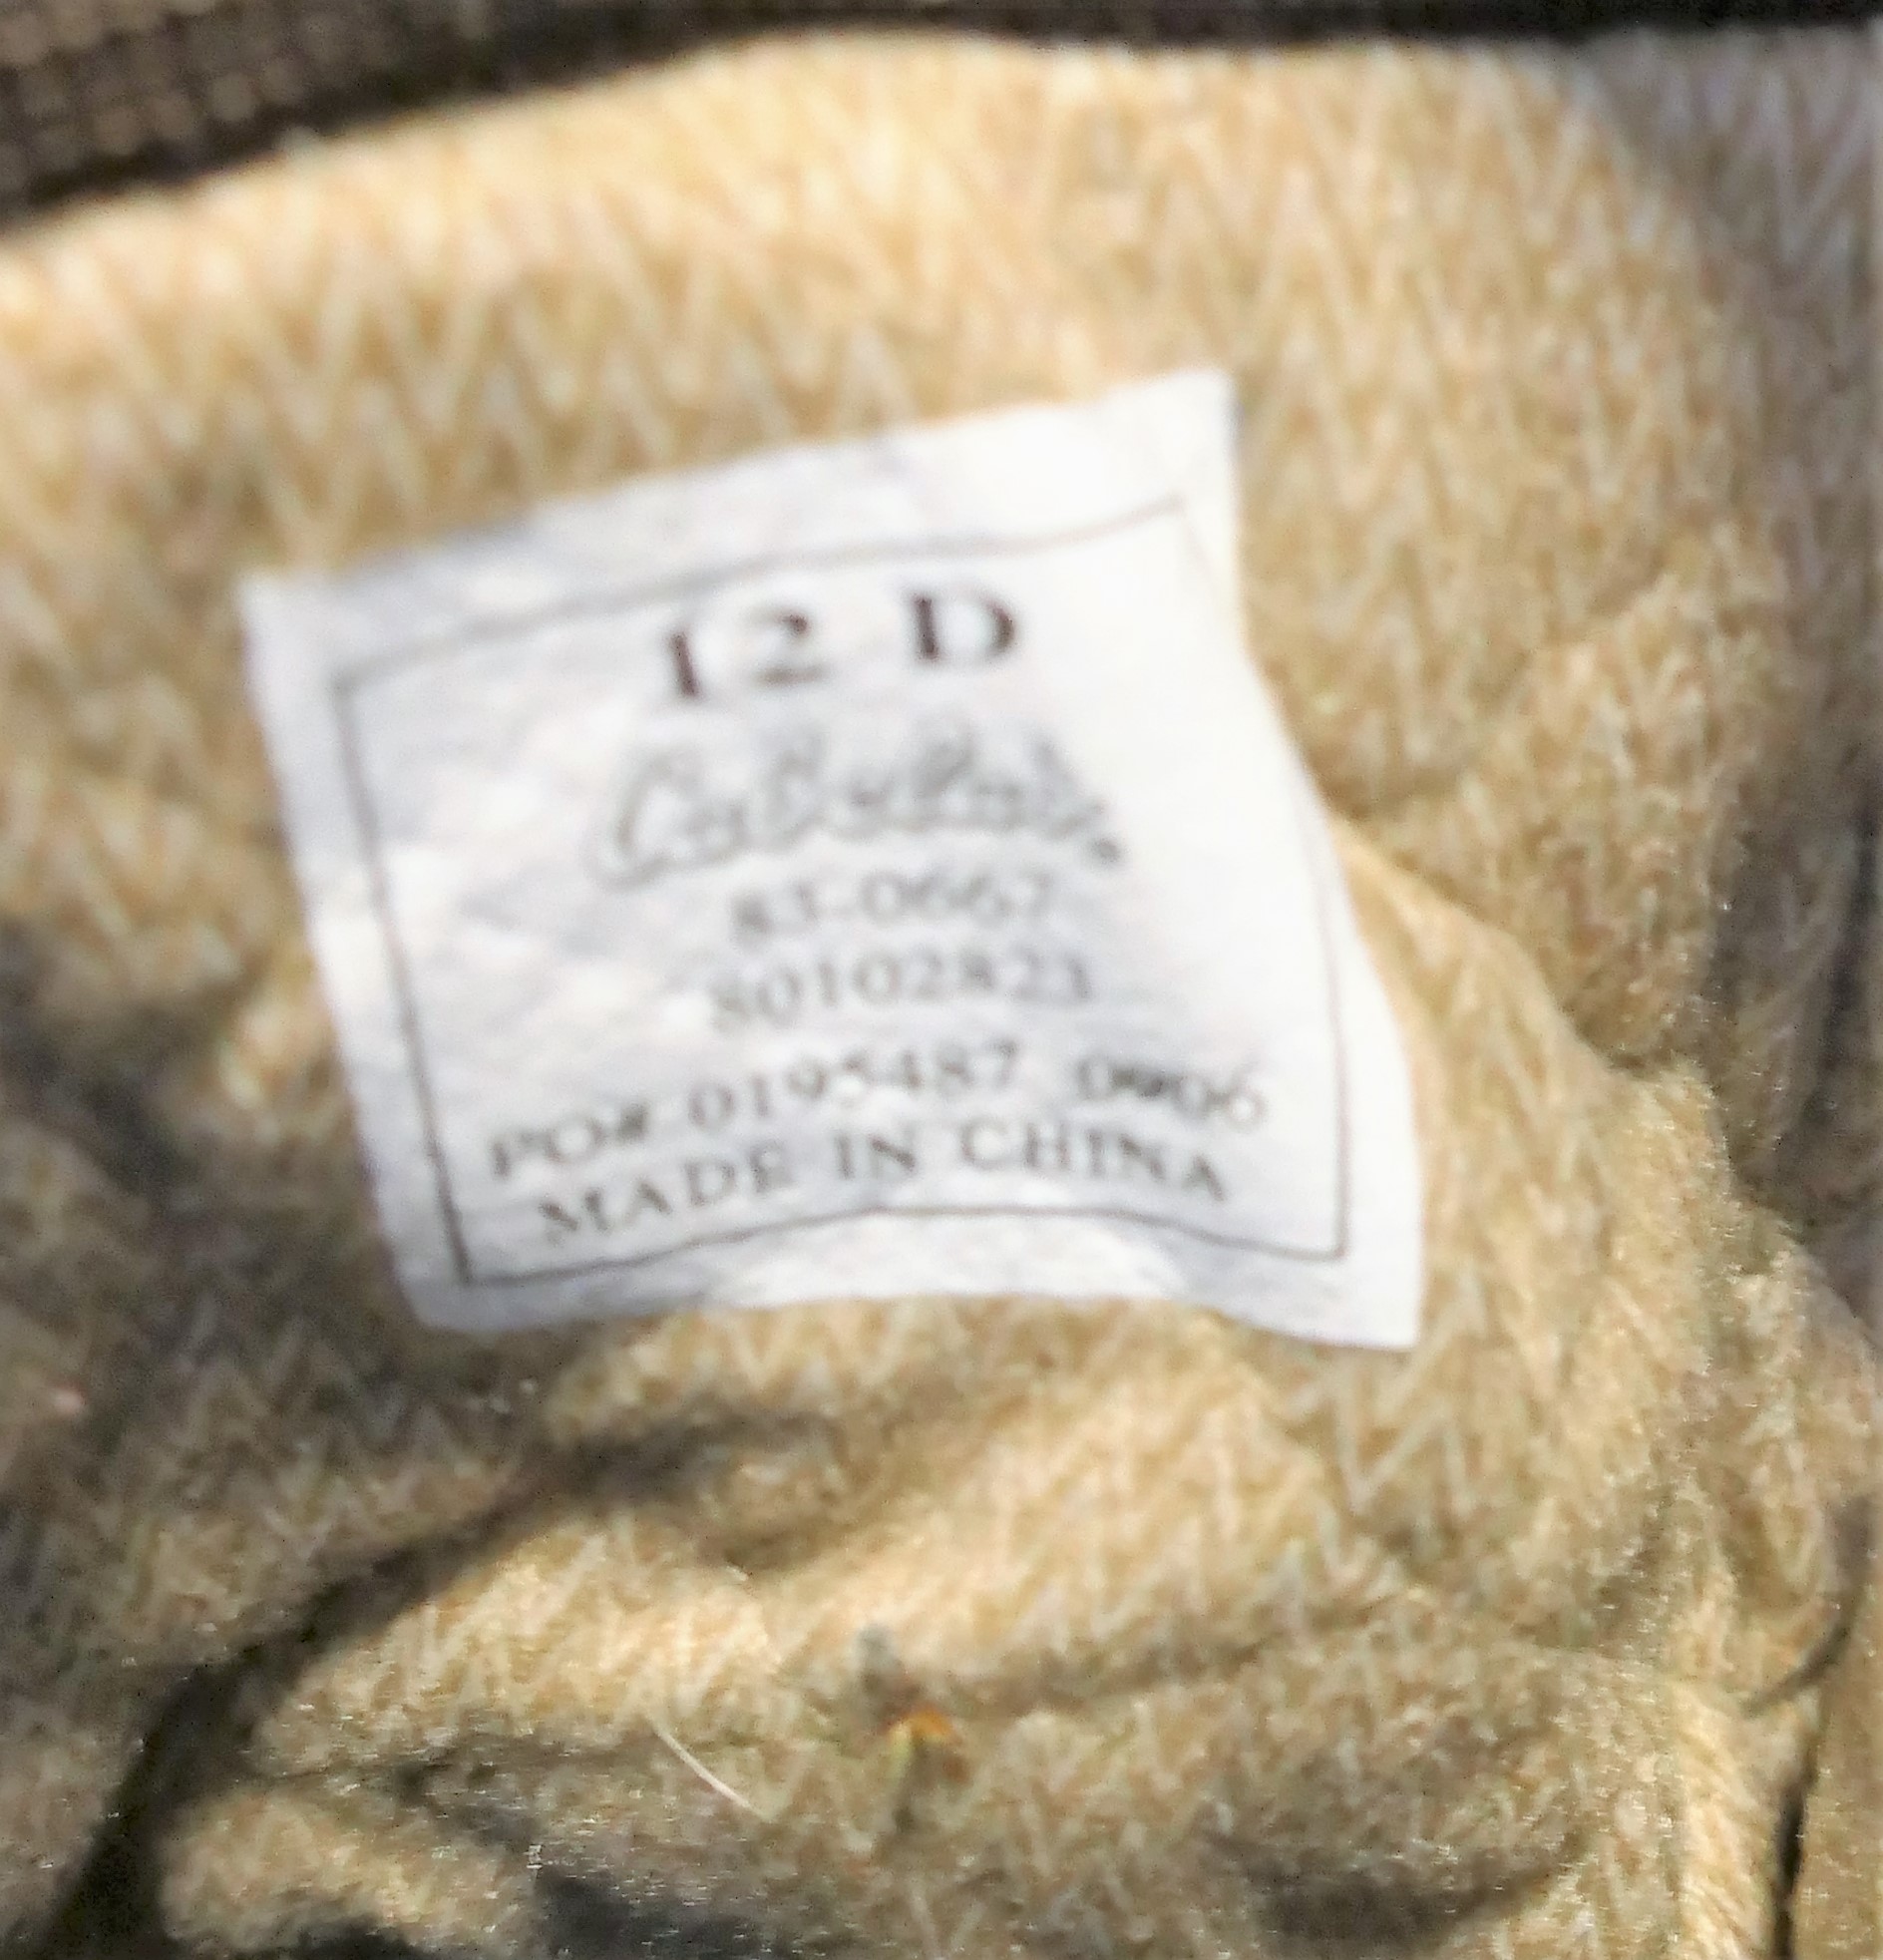 12 D
Cabela's
83-0667
80102823
PO# 0195487 0906
MADE IN CHINA